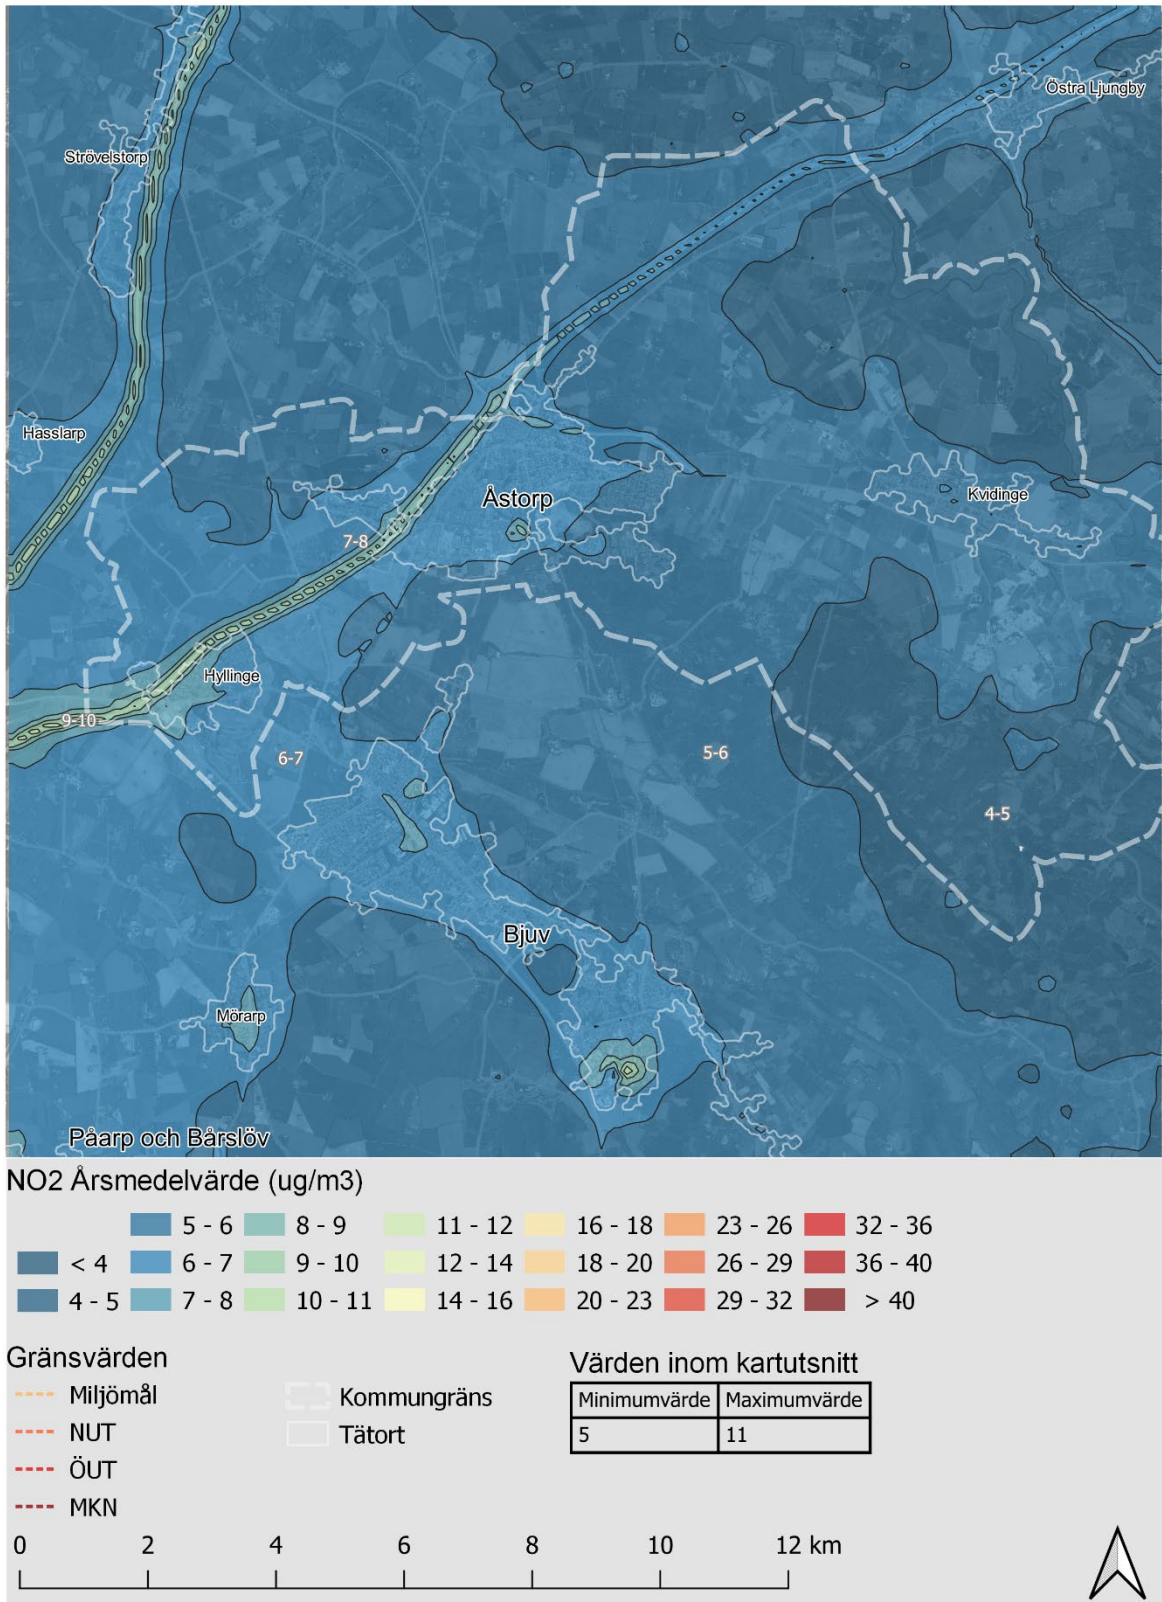 Östra Ljungby
Strövelstorp
Hasslarp
Åstorp
Kvidinge
7-8
Hyllinge
9-10
6-7
5-6
4-5
Bjuv
Mörarp
Påarp och Bårslöv
NO2 Årsmedelvärde (ug/m3)
5 - 6 8 - 9 11 - 12 16 - 18 23 - 26 32 - 36
< 4 6 - 7 9 - 10 12 - 14 18 - 20 26 - 29 36 - 40
4 - 5 7 - 8 10 - 11 14 - 16 20 - 23 29 - 32 > 40
Gränsvärden
Miljömål
NUT
ÖUT
MKN
Kommungräns
Tätort
Värden inom kartutsnitt
Minimumvärde Maximumvärde
5 11
0 2 4 6 8 10 12 km